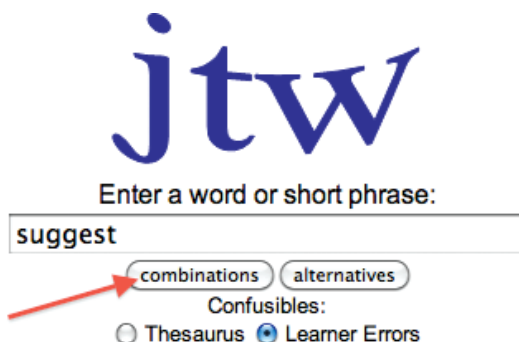 jtw
Enter a word or short phrase:
suggest
combinations alternatives
Confusibles:
Thesaurus Learner Errors